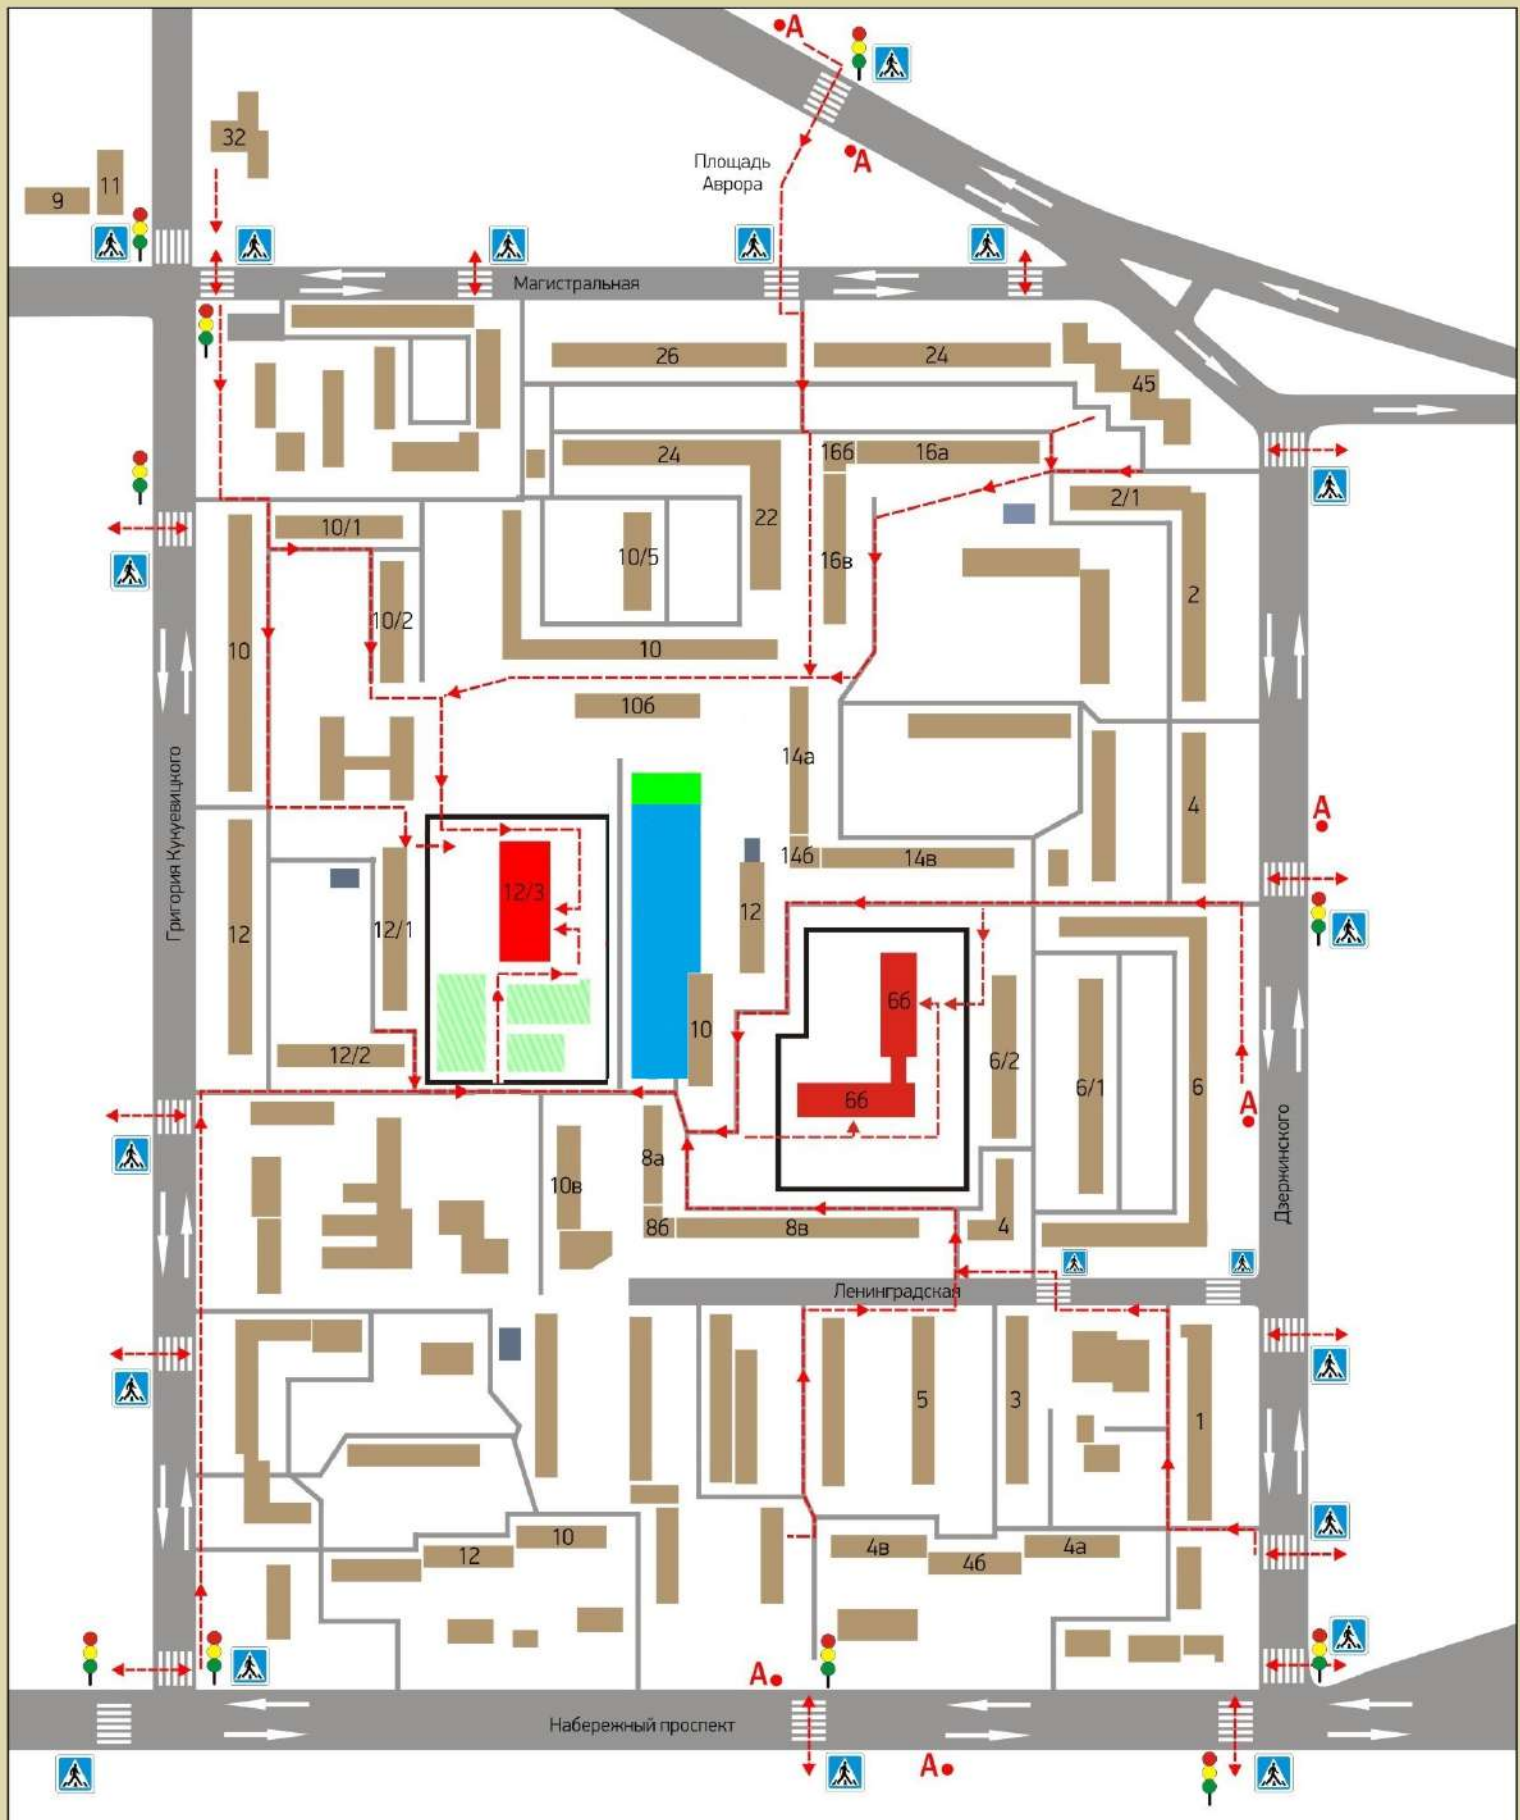 А
32
А
Площадь
Аврора
11
9
Магистральная
26
24
45
24
16б
16а
2/1
22
10/1
10/5
16в
2
10/2
10
10
10б
14а
Григория Кукуевицкого
4
А
14б
14в
12/3
12
12/1
12
6б
10
12/2
6/2
6/1
6
6б
А
8а
Дзержинского
10в
8б
8в
4
Ленинградская
5
3
1
10
4в
4а
12
4б
А
Набережный проспект
А